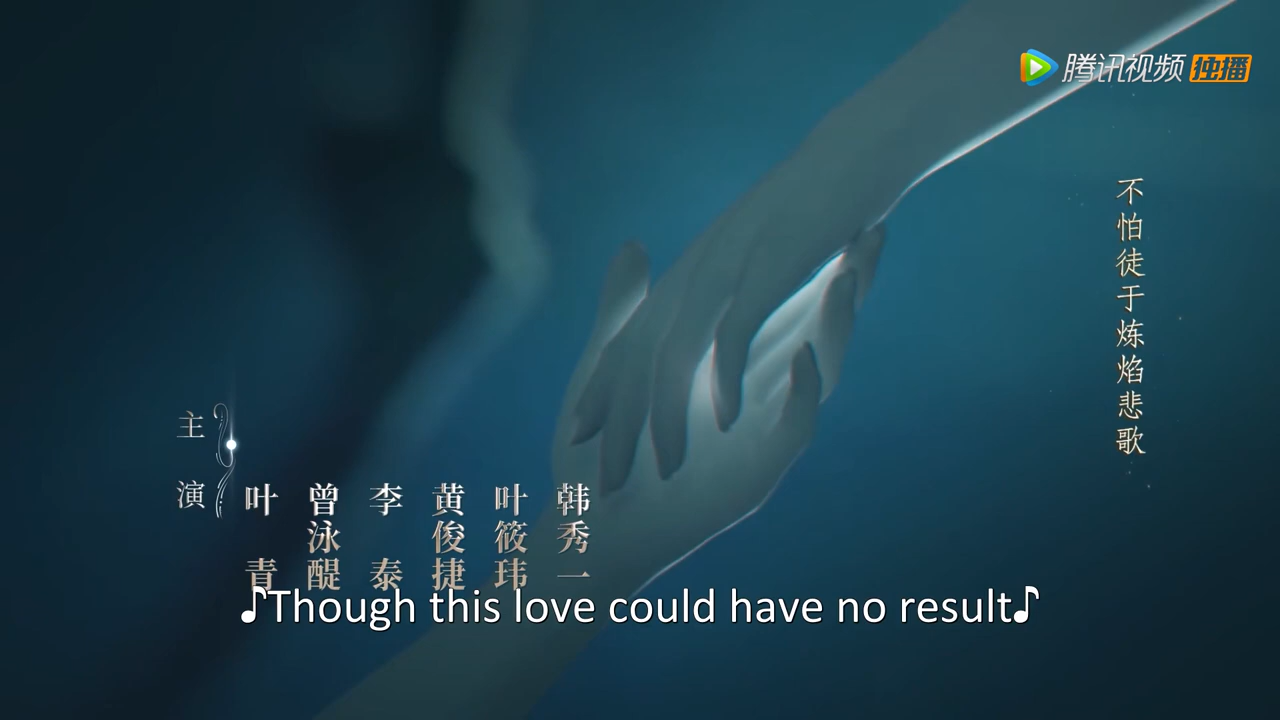 腾讯视频 独播
不怕徒于炼焰悲歌
主演
叶青
曾泳醍
李泰
黄俊捷
叶筱玮
韩秀一
♪Though this love could have no result♪